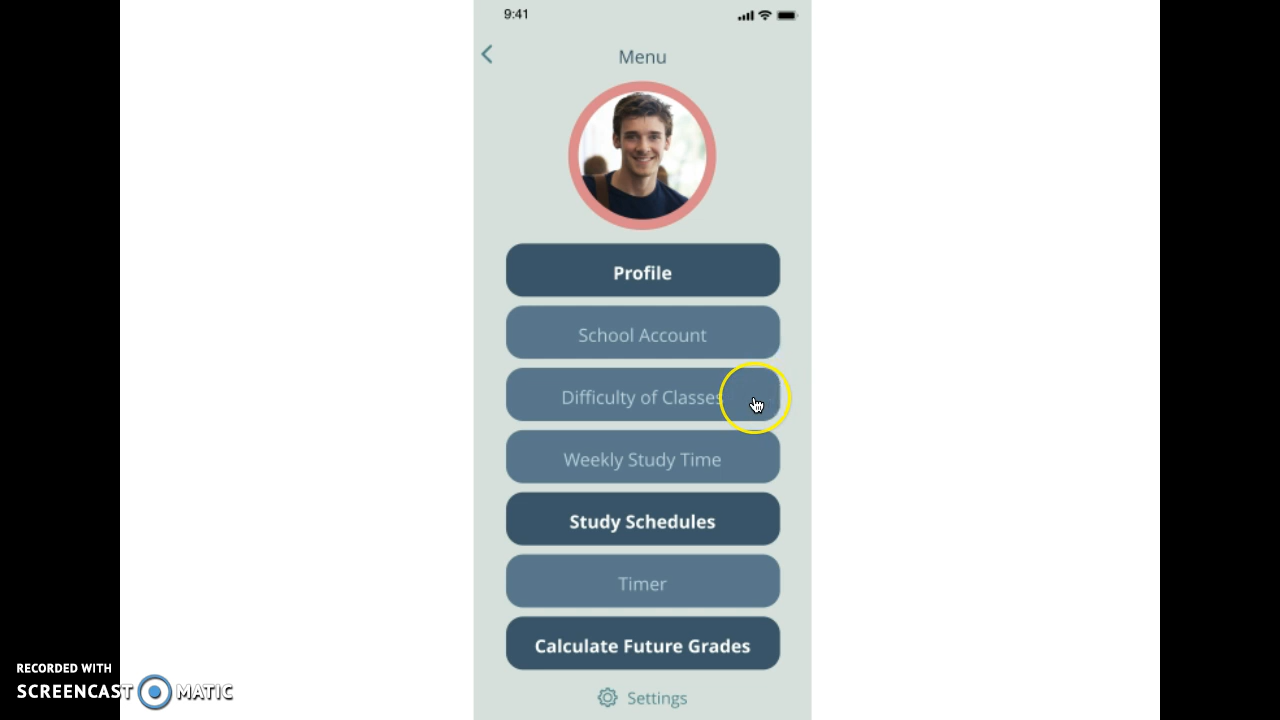 9:41
Menu
Profile
School Account
Difficulty of Classes
Weekly Study Time
Study Schedules
Timer
Calculate Future Grades
Settings
RECORDED WITH
SCREENCAST MATIC